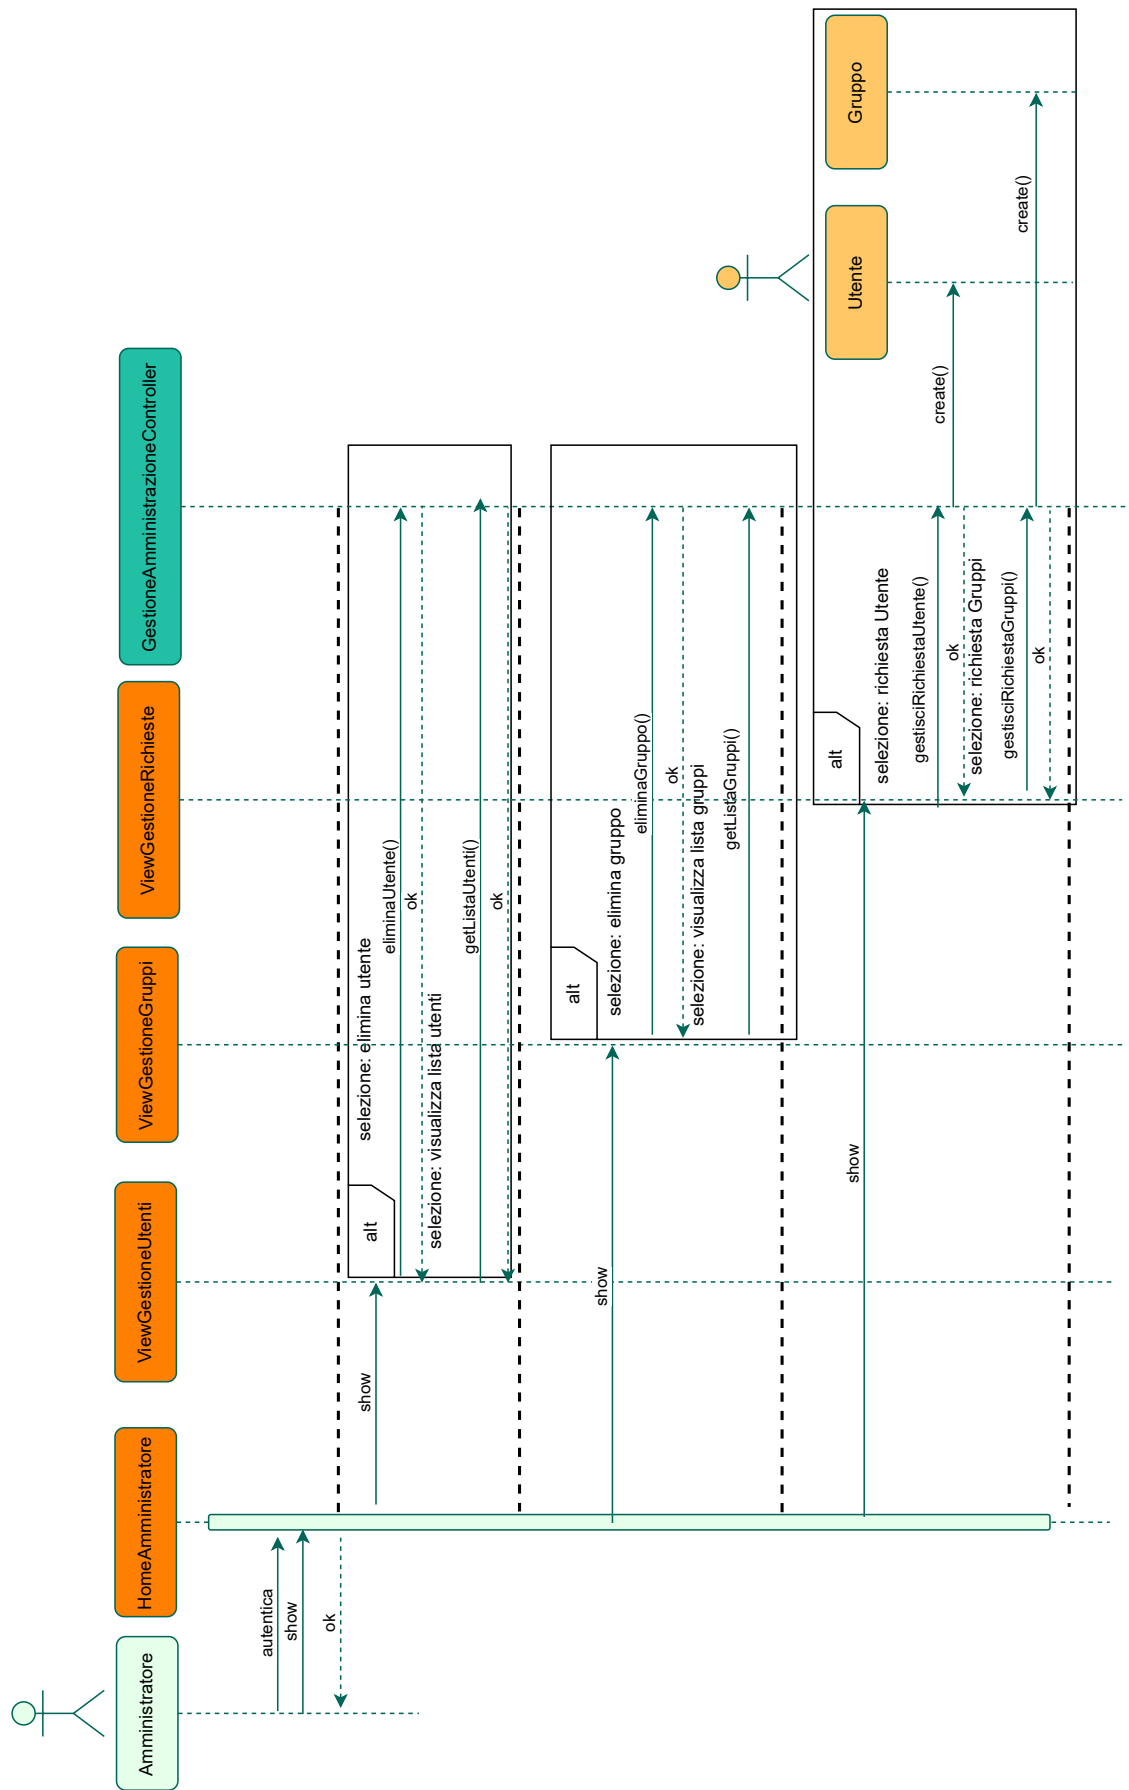 Amministratore
HomeAmministratore
ViewGestioneUtenti
ViewGestioneGruppi
ViewGestioneRichieste
GestioneAmministrazioneController
autentica
show
ok
show
alt
selezione: elimina utente
eliminaUtente()
ok
selezione: visualizza lista utenti
getListaUtenti()
ok
show
alt
selezione: elimina gruppo
eliminaGruppo()
ok
selezione: visualizza lista gruppi
getListaGruppi()
show
alt
Utente
Gruppo
selezione: richiesta Utente
gestisciRichiestaUtente()
create()
ok
selezione: richiesta Gruppi
gestisciRichiestaGruppi()
create()
ok